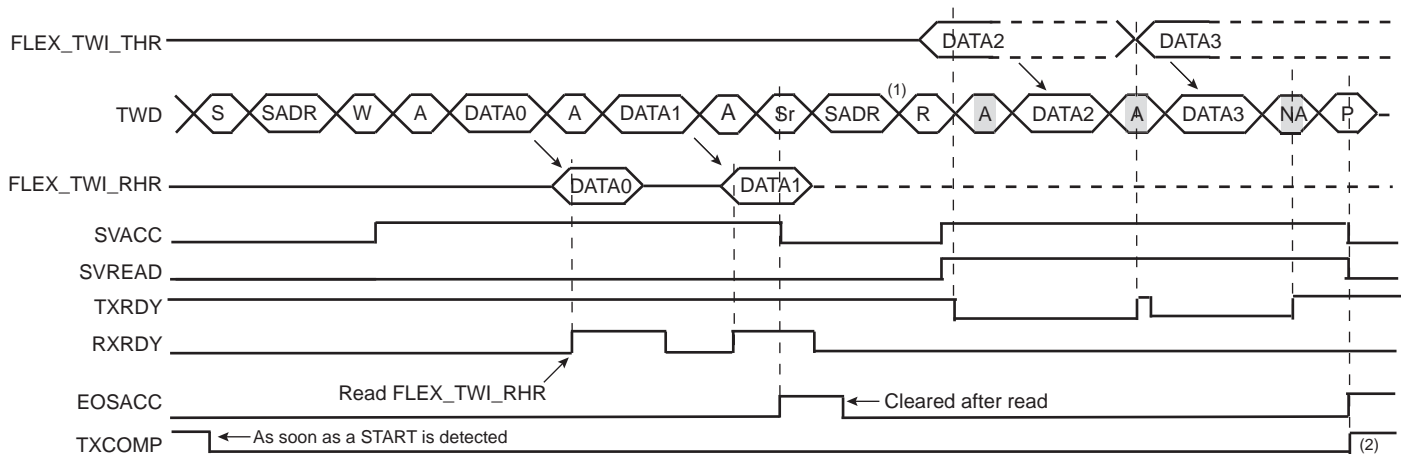 FLEX_TWI_THR DATA2 DATA3
(1)
TWD S SADR W A DATA0 A DATA1 A Sr SADR R A DATA2 A DATA3 NA P
FLEX_TWI_RHR DATA0 DATA1
SVACC
SVREAD
TXRDY
RXRDY
Read FLEX_TWI_RHR
EOSACC Cleared after read
TXCOMP As soon as a START is detected (2)